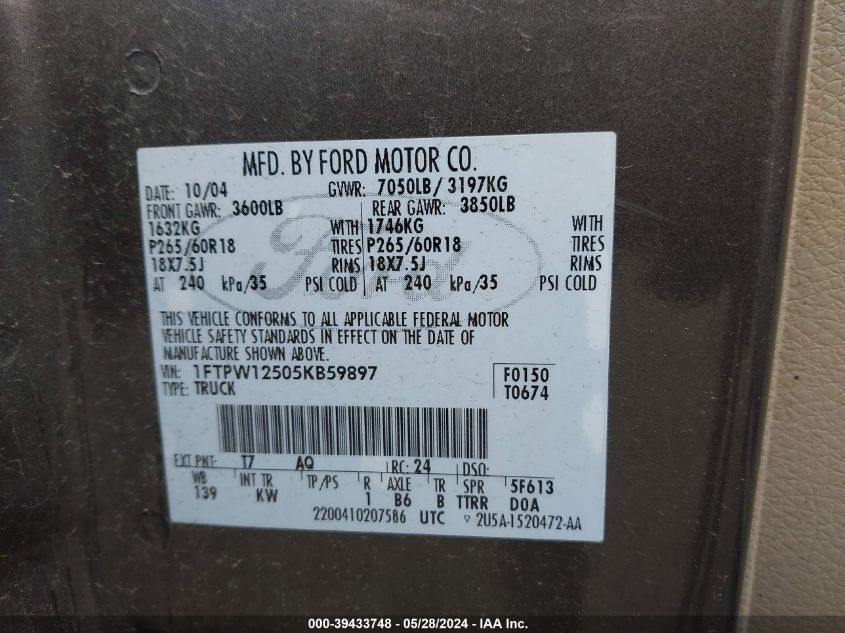 MFD. BY FORD MOTOR CO.
DATE: 10/04 GVWR: 7050LB/ 3197KG
FRONT GAWR: 3600LB REAR GAWR: 3850LB
1632KG WITH 1746KG WITH
P265/60R18 TIRES P265/60R18 TIRES
18X7.5J RIMS 18X7.5J RIMS
AT 240 kPa/35 PSI COLD AT 240 kPa/35 PSI COLD
Ford
THIS VEHICLE CONFORMS TO ALL APPLICABLE FEDERAL MOTOR
VEHICLE SAFETY STANDARDS IN EFFECT ON THE DATE OF
MANUFACTURE SHOWN ABOVE.
VIN: 1FTPW12505KB59897 F0150
TYPE: TRUCK T0674
EXT PNT: T7 AQ RC: 24 DSO:
WB INT TR TP/PS R AXLE TR SPR 5F613
139 KW 1 B6 B TTRR D0A
2200410207586 UTC ▽ 2U5A-1520472-AA
000-39433748 - 05/28/2024 - IAA Inc.